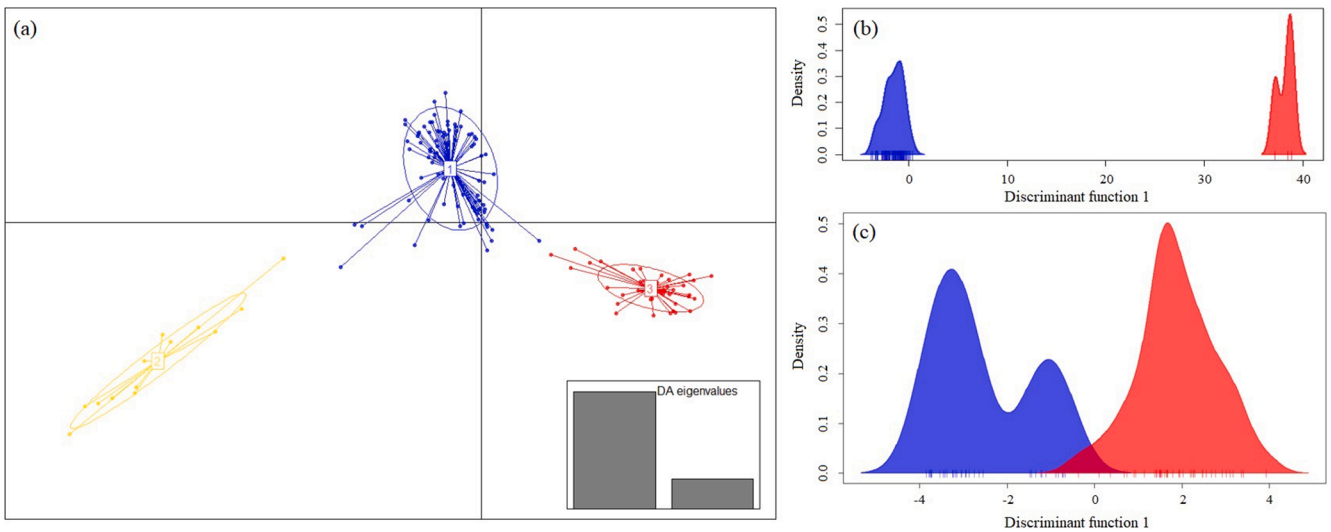 (a)
1
2
3
DA eigenvalues
(b)
Density
0.0 0.1 0.2 0.3 0.4 0.5
0 10 20 30 40
Discriminant function 1
(c)
Density
0.0 0.1 0.2 0.3 0.4 0.5
-4 -2 0 2 4
Discriminant function 1